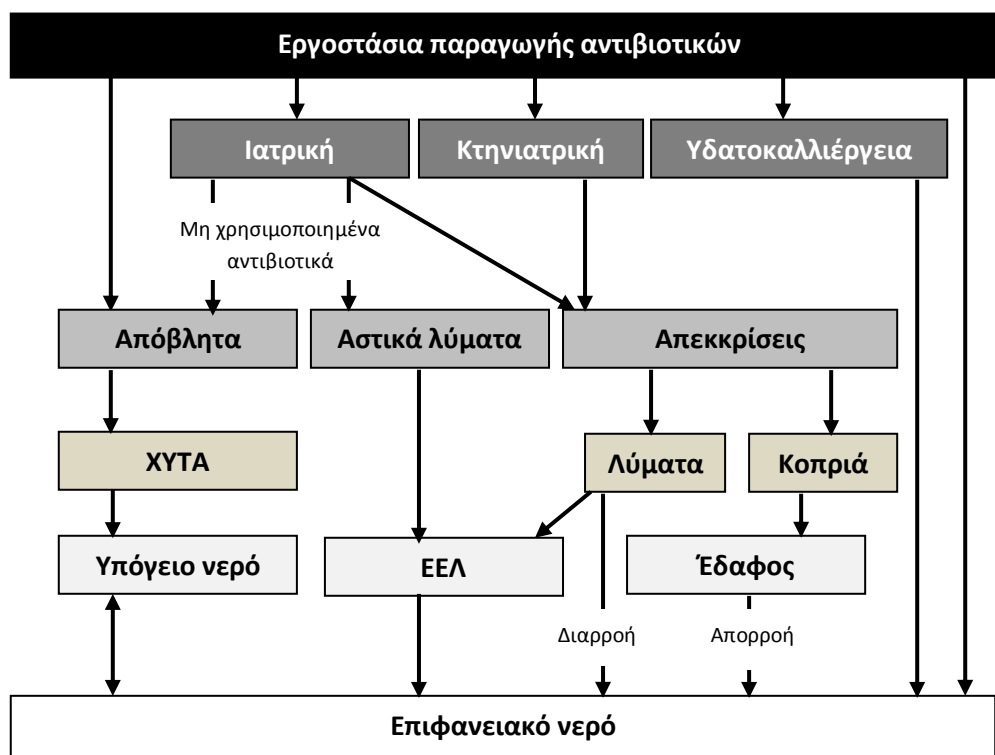 Εργοστάσια παραγωγής αντιβιοτικών
Ιατρική
Κτηνιατρική
Υδατοκαλλιέργεια
Μη χρησιμοποιημένα
αντιβιοτικά
Απόβλητα
Αστικά λύματα
Απεκκρίσεις
ΧΥΤΑ
Λύματα
Κοπριά
Υπόγειο νερό
ΕΕΛ
Έδαφος
Διαρροή
Απορροή
Επιφανειακό νερό